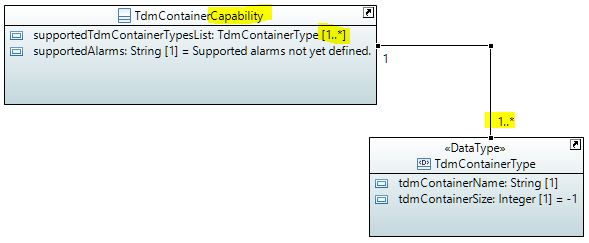 TdmContainerCapability
supportedTdmContainerTypesList: TdmContainerType [1..*]
supportedAlarms: String [1] = Supported alarms not yet defined.
1
1..*
«DataType»
TdmContainerType
tdmContainerName: String [1]
tdmContainerSize: Integer [1] = -1